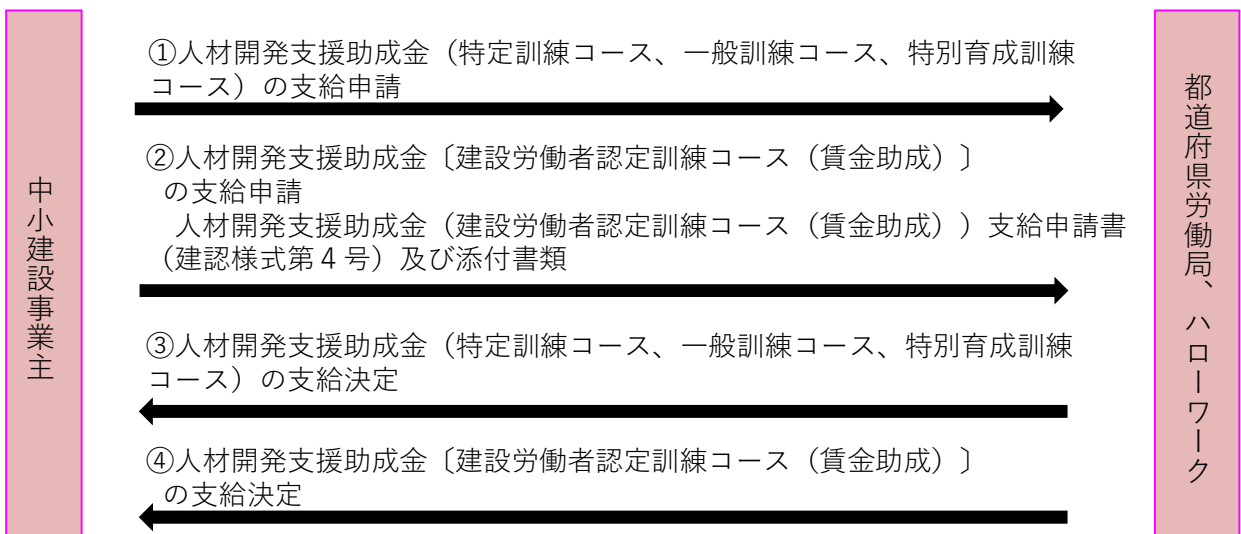 中小建設事業主
①人材開発支援助成金（特定訓練コース、一般訓練コース、特別育成訓練
コース）の支給申請
②人材開発支援助成金〔建設労働者認定訓練コース（賃金助成）〕
の支給申請
人材開発支援助成金（建設労働者認定訓練コース（賃金助成））支給申請書
（建認様式第４号）及び添付書類
③人材開発支援助成金（特定訓練コース、一般訓練コース、特別育成訓練
コース）の支給決定
④人材開発支援助成金〔建設労働者認定訓練コース（賃金助成）〕
の支給決定
都道府県労働局、ハローワーク